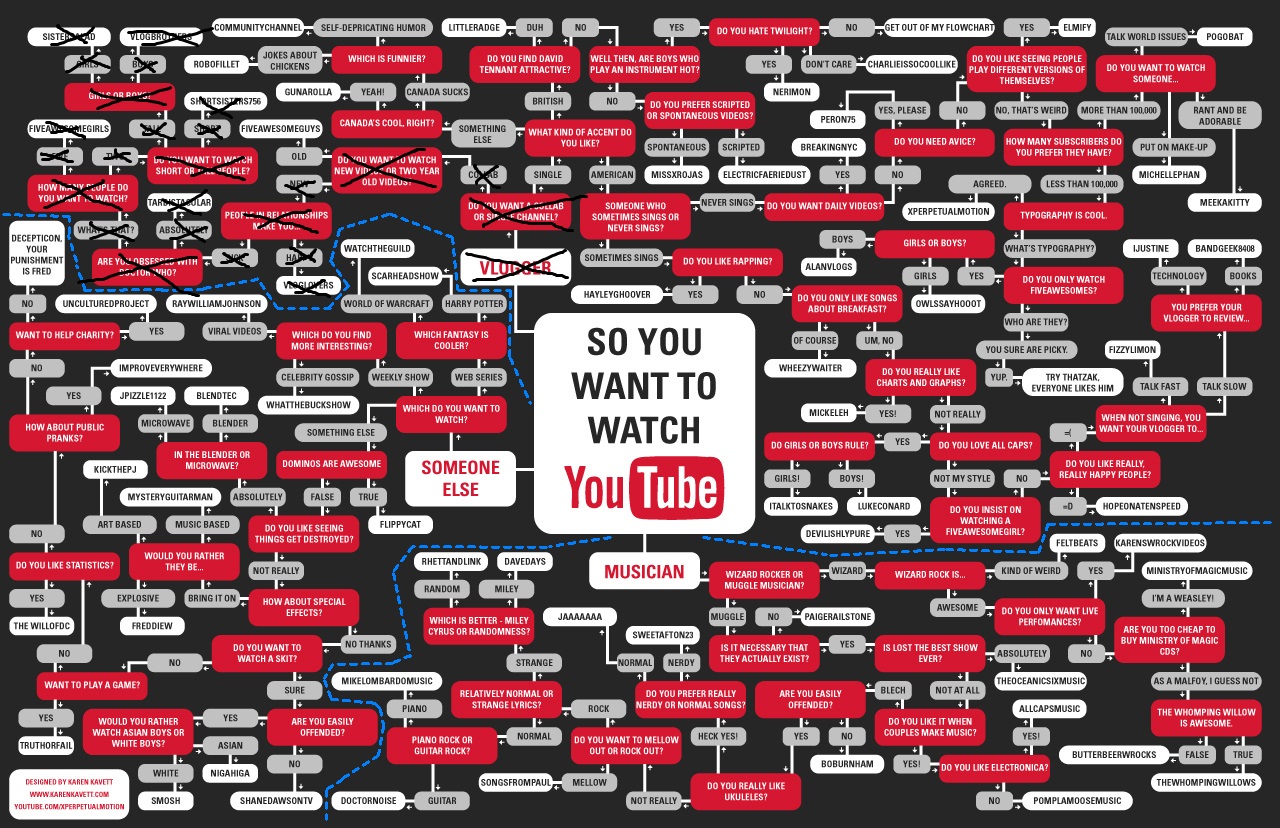 COMMUNITYCHANNEL
SELF-DEPRICATING HUMOR
LITTLERADGE
DUH
NO
YES
DO YOU HATE TWILIGHT?
NO
GET OUT OF MY FLOWCHART
YES
ELMIFY
SISTERSALAD
VLOGBROTHERS
TALK WORLD ISSUES
POGOBAT
GIRLS
BOYS
ROBOFILLET
JOKES ABOUT
CHICKENS
WHICH IS FUNNIER?
DO YOU FIND DAVID
TENNANT ATTRACTIVE?
WELL THEN, ARE BOYS WHO
PLAY AN INSTRUMENT HOT?
YES
DON'T CARE
CHARLIEISSOCOOLLIKE
DO YOU LIKE SEEING PEOPLE
PLAY DIFFERENT VERSIONS OF
THEMSELVES?
DO YOU WANT TO WATCH
SOMEONE...
GIRLS OR BOYS?
SHORTSISTERS756
GUNAROLLA
YEAH!
CANADA SUCKS
BRITISH
NO
DO YOU PREFER SCRIPTED
OR SPONTANEOUS VIDEOS?
NERIMON
PERON75
YES, PLEASE
NO
NO, THAT'S WEIRD
MORE THAN 100,000
RANT AND BE
ADORABLE
FIVEAWESOMEGIRLS
TALL
SHORT
FIVEAWESOMEGUYS
CANADA'S COOL, RIGHT?
SOMETHING
ELSE
WHAT KIND OF ACCENT DO
YOU LIKE?
SPONTANEOUS
SCRIPTED
BREAKINGNYC
DO YOU NEED AVICE?
HOW MANY SUBSCRIBERS DO
YOU PREFER THEY HAVE?
PUT ON MAKE-UP
DO YOU WANT TO WATCH
SHORT OR TALL PEOPLE?
OLD
DO YOU WANT TO WATCH
NEW VIDEOS OR TWO YEAR
OLD VIDEOS?
COLLAB
SINGLE
AMERICAN
MISSXROJAS
ELECTRICFAERIEDUST
YES
NO
MICHELLEPHAN
HOW MANY PEOPLE DO
YOU WANT TO WATCH?
NEW
AGREED.
LESS THAN 100,000
TARDISTACULAR
PEOPLE IN RELATIONSHIPS
MAKE YOU...
DO YOU WANT A COLLAB
OR SINGLE CHANNEL?
SOMEONE WHO
SOMETIMES SINGS OR
NEVER SINGS?
NEVER SINGS
DO YOU WANT DAILY VIDEOS?
XPERPETUALMOTION
TYPOGRAPHY IS COOL.
MEEKAKITTY
DECEPTICON.
YOUR
PUNISHMENT
IS FRED
WHAT'S THAT?
ABSOLUTELY
BOYS
GIRLS OR BOYS?
WHAT'S TYPOGRAPHY?
IJUSTINE
BANDGEEK8408
ARE YOU OBSESSED WITH
DOCTOR WHO?
WATCHTHEGUILD
SCARHEADSHOW
VLOGGER
SOMETIMES SINGS
DO YOU LIKE RAPPING?
ALANVLOGS
GIRLS
YES
DO YOU ONLY WATCH
FIVEAWESOMES?
TECHNOLOGY
BOOKS
VLOGLOVERS
NO
UNCULTUREDPROJECT
RAYWILLIAMJOHNSON
WORLD OF WARCRAFT
HARRY POTTER
HAYLEYGHOOVER
YES
NO
DO YOU ONLY LIKE SONGS
ABOUT BREAKFAST?
OWLSSAYHOOOT
YOU PREFER YOUR
VLOGGER TO REVIEW...
WANT TO HELP CHARITY?
YES
VIRAL VIDEOS
WHICH DO YOU FIND
MORE INTERESTING?
WHICH FANTASY IS
COOLER?
SO YOU
WANT TO
WATCH
YouTube
OF COURSE
UM, NO
WHO ARE THEY?
YOU SURE ARE PICKY.
FIZZYLIMON
NO
IMPROVEEVERYWHERE
CELEBRITY GOSSIP
WEEKLY SHOW
WEB SERIES
WHEEZYWAITER
DO YOU REALLY LIKE
CHARTS AND GRAPHS?
YUP.
TRY THATZAK,
EVERYONE LIKES HIM
TALK FAST
TALK SLOW
YES
JPIZZLE1122
BLENDTEC
WHATTHEBUCKSHOW
WHICH DO YOU WANT TO
WATCH?
MICKELEH
YES!
NOT REALLY
WHEN NOT SINGING, YOU
WANT YOUR VLOGGER TO...
HOW ABOUT PUBLIC
PRANKS?
MICROWAVE
BLENDER
SOMETHING ELSE
DO GIRLS OR BOYS RULE?
YES
DO YOU LOVE ALL CAPS?
=(
KICKTHEPJ
IN THE BLENDER OR
MICROWAVE?
DOMINOS ARE AWESOME
SOMEONE
ELSE
GIRLS!
BOYS!
NOT MY STYLE
NO
DO YOU LIKE REALLY,
REALLY HAPPY PEOPLE?
MYSTERYGUITARMAN
ABSOLUTELY
FALSE
TRUE
ITALKTOSNAKES
LUKECONARD
=D
HOPEONATENSPEED
NO
ART BASED
MUSIC BASED
DO YOU LIKE SEEING
THINGS GET DESTROYED?
FLIPPYCAT
DEVILISHLYPURE
YES
DO YOU INSIST ON
WATCHING A
FIVEAWESOMEGIRL?
DO YOU LIKE STATISTICS?
WOULD YOU RATHER
THEY BE...
NOT REALLY
RHETTANDLINK
DAVEDAYS
MUSICIAN
WIZARD ROCKER OR
MUGGLE MUSICIAN?
WIZARD
WIZARD ROCK IS...
KIND OF WEIRD
FELTBEATS
KARENSWROCKVIDEOS
YES
MINISTRYOFMAGICMUSIC
YES
EXPLOSIVE
BRING IT ON
HOW ABOUT SPECIAL
EFFECTS?
RANDOM
MILEY
AWESOME
DO YOU ONLY WANT LIVE
PERFOMANCES?
I'M A WEASLEY!
THE WILLOFDC
FREDDIEW
WHICH IS BETTER - MILEY
CYRUS OR RANDOMNESS?
JAAAAAAA
SWEETAFTON23
MUGGLE
NO
PAIGERAILSTONE
ARE YOU TOO CHEAP TO
BUY MINISTRY OF MAGIC
CDS?
NO
NO
DO YOU WANT TO
WATCH A SKIT?
NO THANKS
STRANGE
NORMAL
NERDY
IS IT NECESSARY THAT
THEY ACTUALLY EXIST?
YES
IS LOST THE BEST SHOW
EVER?
ABSOLUTELY
NO
WANT TO PLAY A GAME?
SURE
MIKELOMBARDOMUSIC
RELATIVELY NORMAL OR
STRANGE LYRICS?
DO YOU PREFER REALLY
NERDY OR NORMAL SONGS?
ARE YOU EASILY
OFFENDED?
BLECH
NOT AT ALL
THEOCEANICSIXMUSIC
AS A MALFOY, I GUESS NOT
YES
WOULD YOU RATHER
WATCH ASIAN BOYS OR
WHITE BOYS?
YES
ARE YOU EASILY
OFFENDED?
PIANO
ROCK
ALLCAPSMUSIC
THE WHOMPING WILLOW
IS AWESOME.
TRUTHORFAIL
ASIAN
PIANO ROCK OR
GUITAR ROCK?
NORMAL
DO YOU WANT TO MELLOW
OUT OR ROCK OUT?
HECK YES!
YES
NO
DO YOU LIKE IT WHEN
COUPLES MAKE MUSIC?
YES!
BUTTERBEERWROCKS
FALSE
TRUE
WHITE
NIGAHIGA
NO
SONGSFROMPAUL
MELLOW
BOBURNHAM
YES!
DO YOU LIKE ELECTRONICA?
THEWHOMPINGWILLOWS
DESIGNED BY KAREN KAVETT
WWW.KARENKAVETT.COM
YOUTUBE.COM/XPERPETUALMOTION
SMOSH
SHANEDAWSONTV
DOCTORNOISE
GUITAR
NOT REALLY
DO YOU REALLY LIKE
UKULELES?
NO
POMPLAMOOSEMUSIC